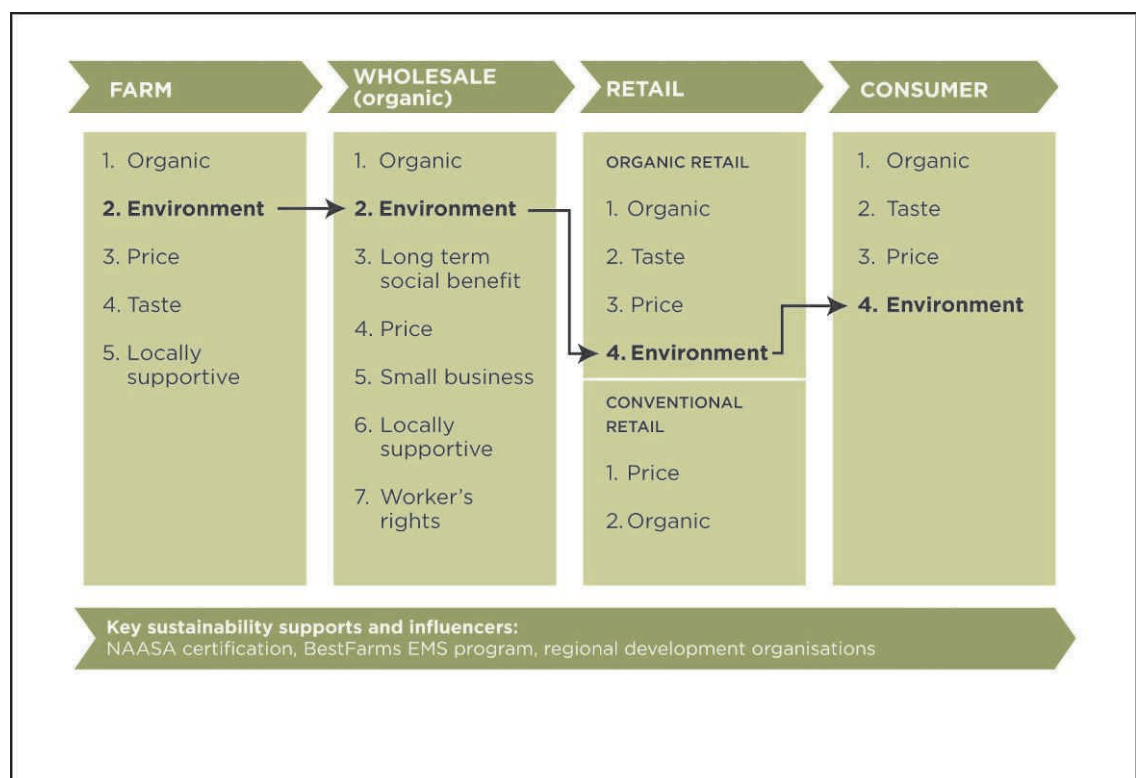 FARM
WHOLESALE
(organic)
RETAIL
CONSUMER
1. Organic
2. Environment
3. Price
4. Taste
5. Locally
supportive
1. Organic
2. Environment
3. Long term
social benefit
4. Price
5. Small business
6. Locally
supportive
7. Worker's
rights
ORGANIC RETAIL
1. Organic
2. Taste
3. Price
4. Environment
CONVENTIONAL
RETAIL
1. Price
2. Organic
1. Organic
2. Taste
3. Price
4. Environment
Key sustainability supports and influencers:
NAASA certification, BestFarms EMS program, regional development organisations